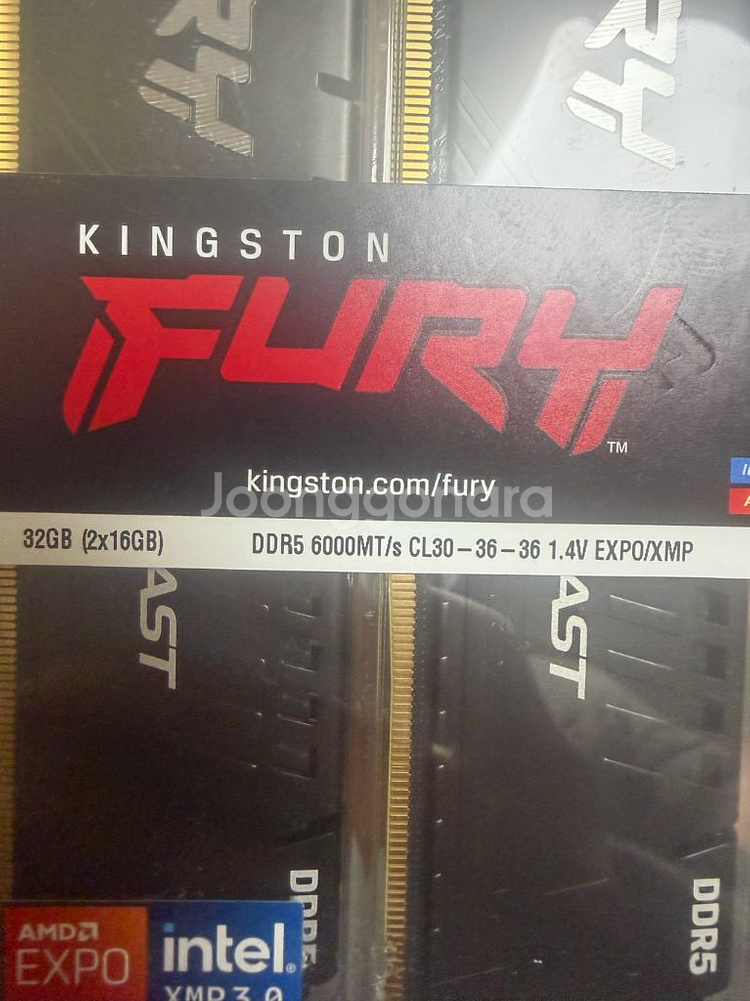 KINGSTON
FURY
TM
kingston.com/fury
Joonggonara
32GB (2x16GB)
DDR5 6000MT/s CL30-36-36 1.4V EXPO/XMP
AST
AST
DDR5
DDR5
AMD
EXPO
intel.
XMP 3.0